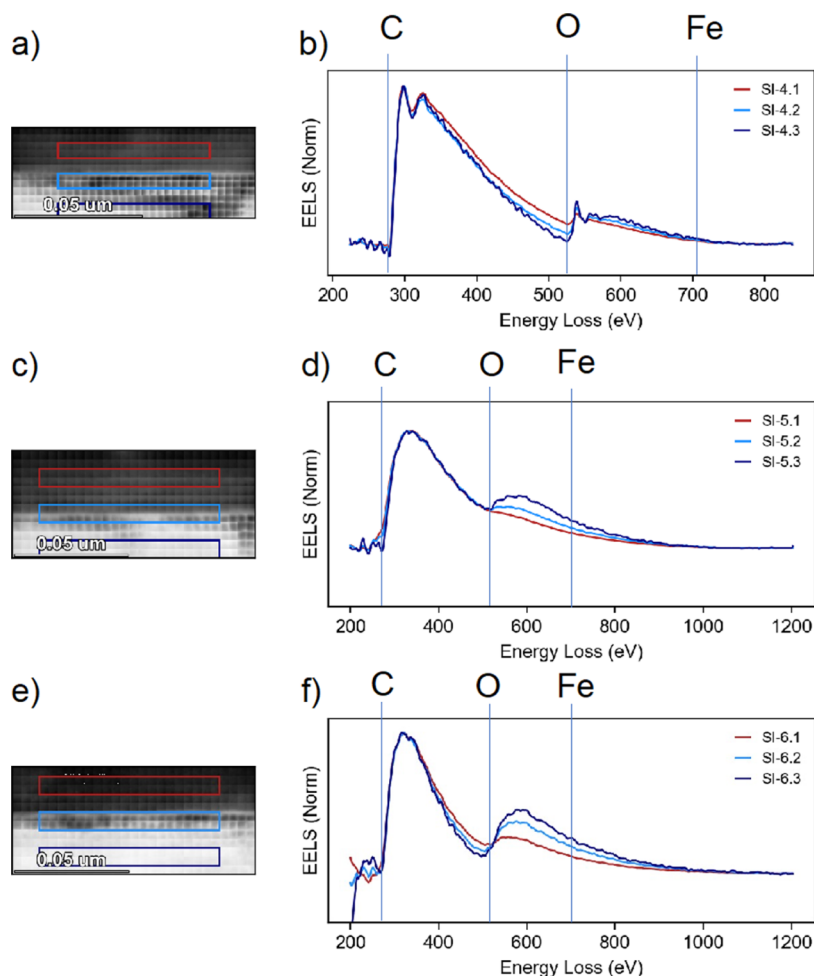 a)
0.05 um
b)
C O Fe
EELS (Norm)
SI-4.1
SI-4.2
SI-4.3
200 300 400 500 600 700 800
Energy Loss (eV)
c)
0.05 um
d)
C O Fe
EELS (Norm)
SI-5.1
SI-5.2
SI-5.3
200 400 600 800 1000 1200
Energy Loss (eV)
e)
0.05 um
f)
C O Fe
EELS (Norm)
SI-6.1
SI-6.2
SI-6.3
200 400 600 800 1000 1200
Energy Loss (eV)